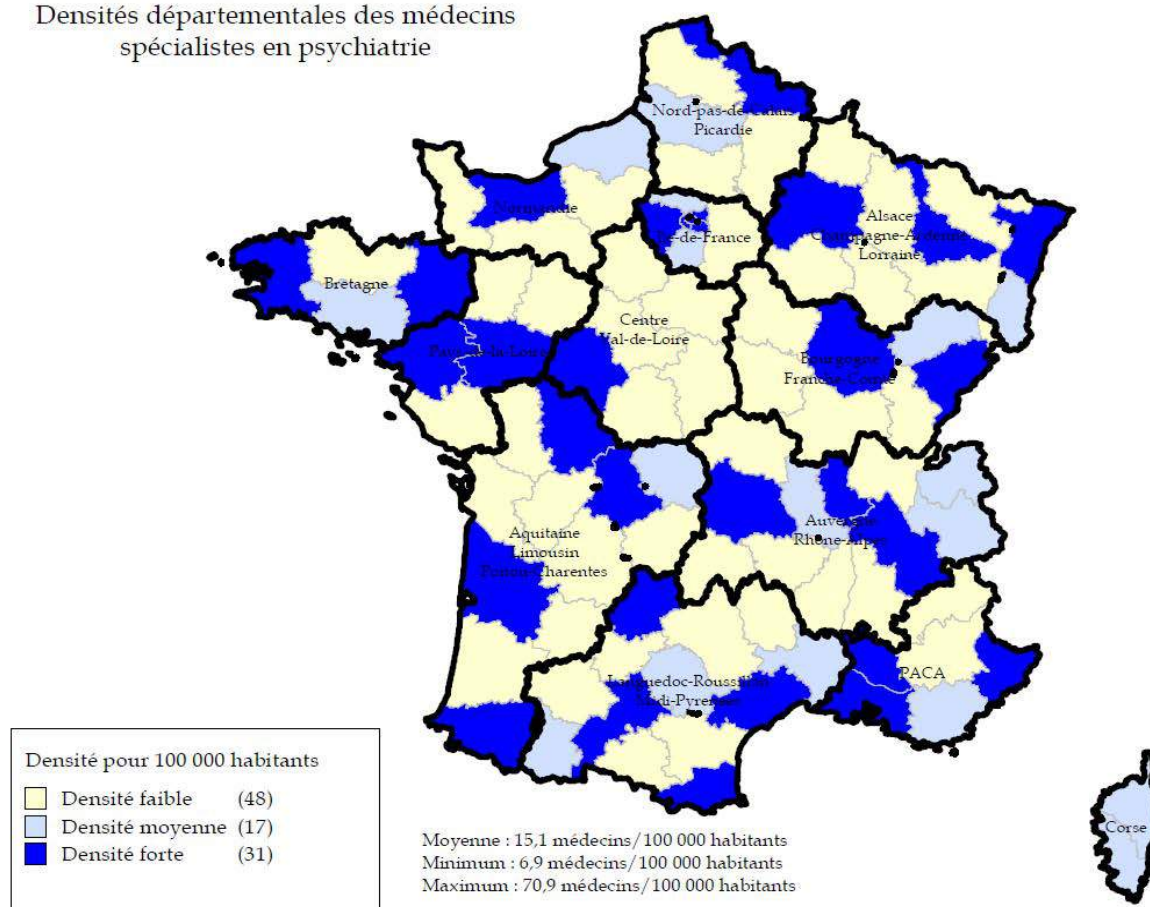 Densités départementales des médecins
spécialistes en psychiatrie
Nord-pas-de-Calais
Picardie
Normandie
Île-de-France
Alsace
Champagne-Ardenne
Lorraine
Bretagne
Pays-de-la-Loire
Centre
Val-de-Loire
Bourgogne
Franche-Comté
Aquitaine
Limousin
Poitou-Charentes
Auvergne
Rhône-Alpes
Languedoc-Roussillon
Midi-Pyrénées
PACA
Corse
Densité pour 100 000 habitants
Densité faible (48)
Densité moyenne (17)
Densité forte (31)
Moyenne : 15,1 médecins/100 000 habitants
Minimum : 6,9 médecins/100 000 habitants
Maximum : 70,9 médecins/100 000 habitants